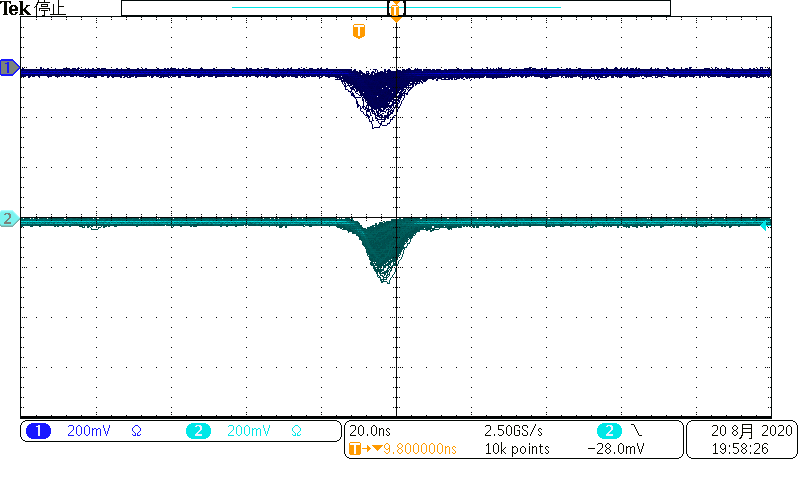 Tek 停止
T
T
1
2
1 200mV Ω 2 200mV Ω
20.0ns 2.50GS/s 2 -28.0mV
T→▼9.800000ns 10k points
20 8月 2020
19:58:26